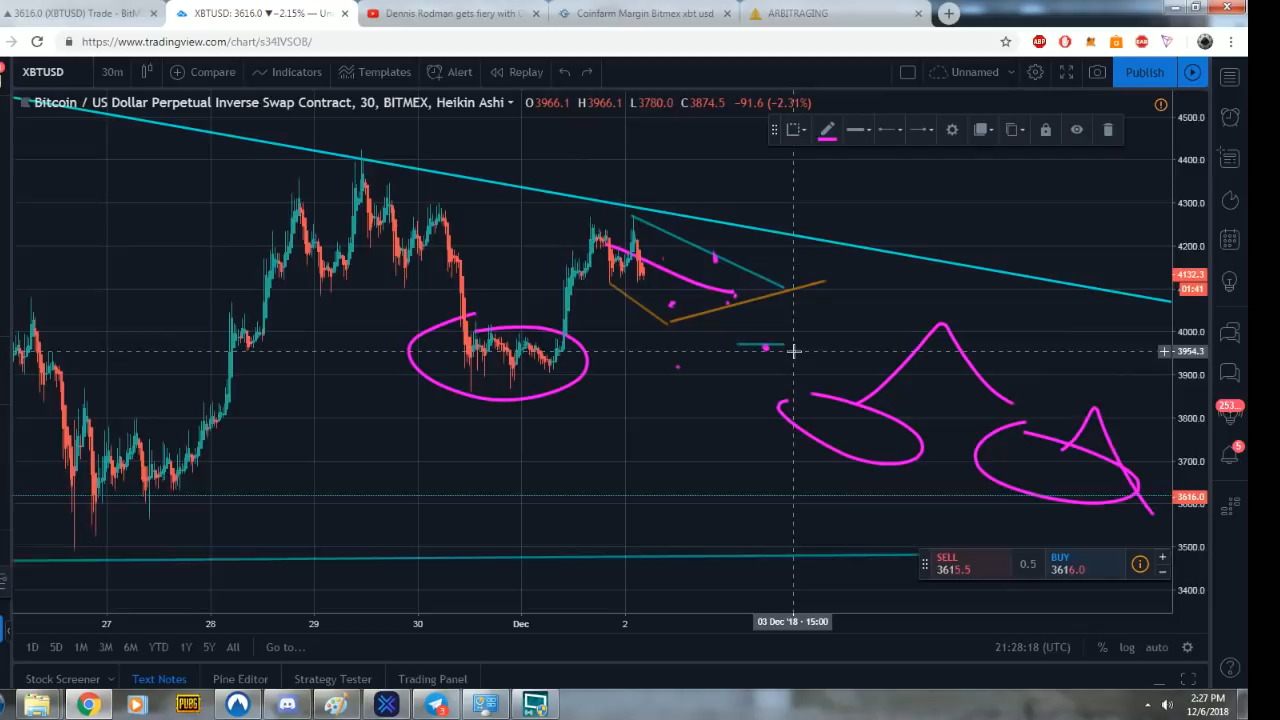 (XBTUSD) Trade - BitM
XBTUSD: 3616.0 ▼−2.15% — Un
Dennis Rodman gets fiery with
Coinfarm Margin Bitmex xbt usd
ARBITRAGING
https://www.tradingview.com/chart/s34IVSOB/
ABP
XBTUSD
30m
Compare
Indicators
Templates
Alert
Replay
Unnamed
Publish
Bitcoin / US Dollar Perpetual Inverse Swap Contract, 30, BITMEX, Heikin Ashi
O3966.1 H3966.1 L3780.0 C3874.5 −91.6 (−2.31%)
4500.0
4400.0
4300.0
4200.0
4132.3
01:41
4000.0
3954.3
3900.0
3800.0
3700.0
3616.0
3500.0
3400.0
253...
5
SELL
3615.5
0.5
BUY
3616.0
27
28
29
30
Dec
2
03 Dec '18 - 15:00
1D 5D 1M 3M 6M YTD 1Y 5Y All
Go to...
21:28:18 (UTC)
% log auto
Stock Screener
Text Notes
Pine Editor
Strategy Tester
Trading Panel
PUBG
3
2:27 PM
12/6/2018